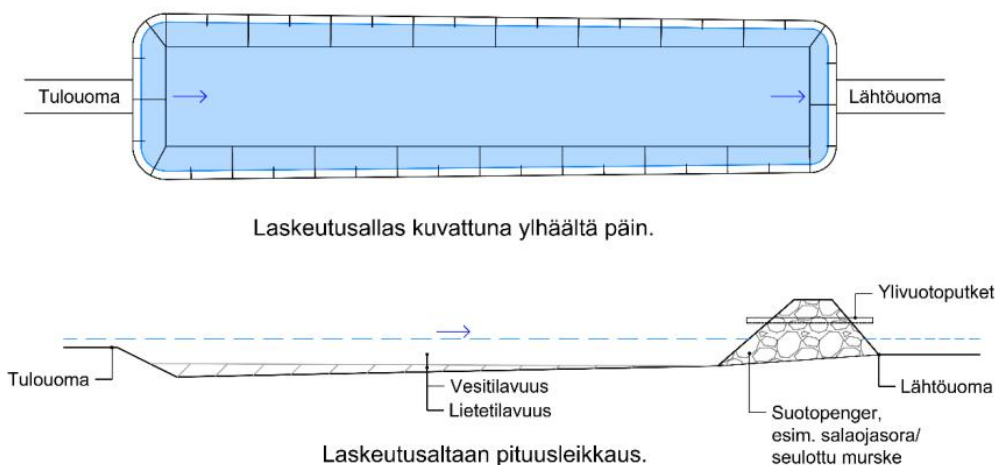 Tulouoma
Lähtöuoma
Laskeutusallas kuvattuna ylhäältä päin.
Ylivuotoputket
Tulouoma
Vesitilavuus
Lietetilavuus
Lähtöuoma
Suotopenger,
esim. salaojasora/
seulottu murske
Laskeutusaltaan pituusleikkaus.